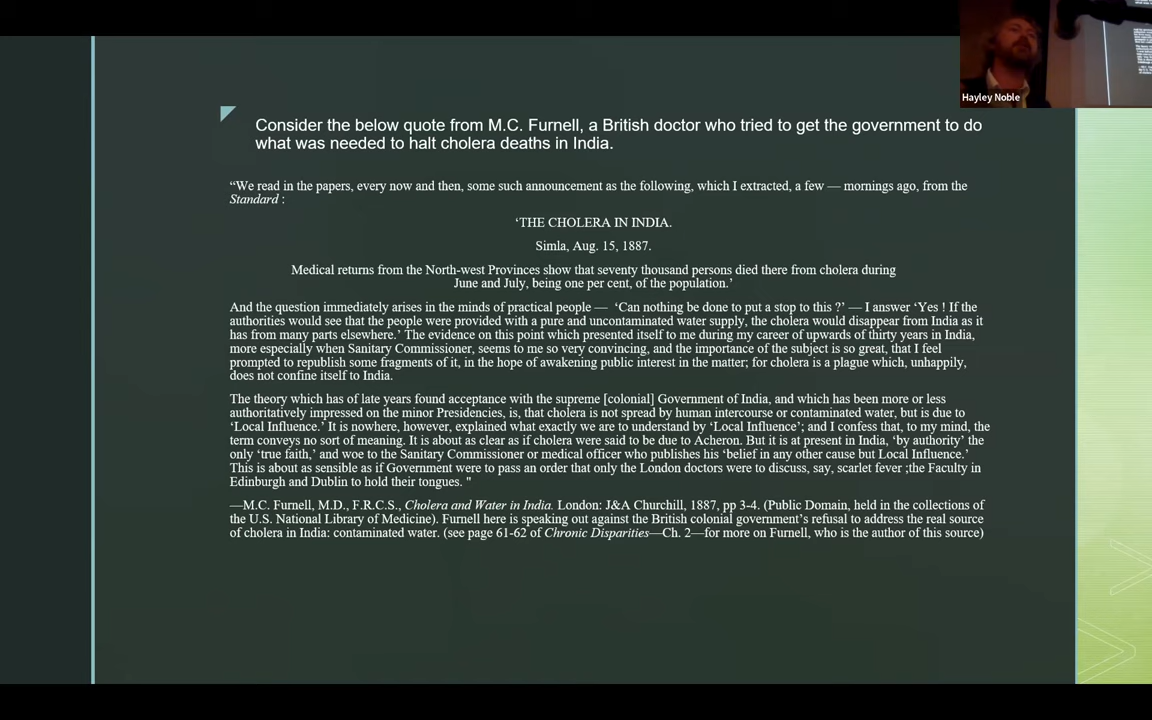 Hayley Noble
Consider the below quote from M.C. Furnell, a British doctor who tried to get the government to do
what was needed to halt cholera deaths in India.
“We read in the papers, every now and then, some such announcement as the following, which I extracted, a few — mornings ago, from the
Standard :
‘THE CHOLERA IN INDIA.
Simla, Aug. 15, 1887.
Medical returns from the North-west Provinces show that seventy thousand persons died there from cholera during
June and July, being one per cent, of the population.’
And the question immediately arises in the minds of practical people — ‘Can nothing be done to put a stop to this ?’ — I answer ‘Yes ! If the
authorities would see that the people were provided with a pure and uncontaminated water supply, the cholera would disappear from India as it
has from many parts elsewhere.’ The evidence on this point which presented itself to me during my career of upwards of thirty years in India,
more especially when Sanitary Commissioner, seems to me so very convincing, and the importance of the subject is so great, that I feel
prompted to republish some fragments of it, in the hope of awakening public interest in the matter; for cholera is a plague which, unhappily,
does not confine itself to India.
The theory which has of late years found acceptance with the supreme [colonial] Government of India, and which has been more or less
authoritatively impressed on the minor Presidencies, is, that cholera is not spread by human intercourse or contaminated water, but is due to
‘Local Influence.’ It is nowhere, however, explained what exactly we are to understand by ‘Local Influence’; and I confess that, to my mind, the
term conveys no sort of meaning. It is about as clear as if cholera were said to be due to Acheron. But it is at present in India, ‘by authority’ the
only ‘true faith,’ and woe to the Sanitary Commissioner or medical officer who publishes his ‘belief in any other cause but Local Influence.’
This is about as sensible as if Government were to pass an order that only the London doctors were to discuss, say, scarlet fever ;the Faculty in
Edinburgh and Dublin to hold their tongues. "
—M.C. Furnell, M.D., F.R.C.S., Cholera and Water in India. London: J&A Churchill, 1887, pp 3-4. (Public Domain, held in the collections of
the U.S. National Library of Medicine). Furnell here is speaking out against the British colonial government’s refusal to address the real source
of cholera in India: contaminated water. (see page 61-62 of Chronic Disparities—Ch. 2—for more on Furnell, who is the author of this source)